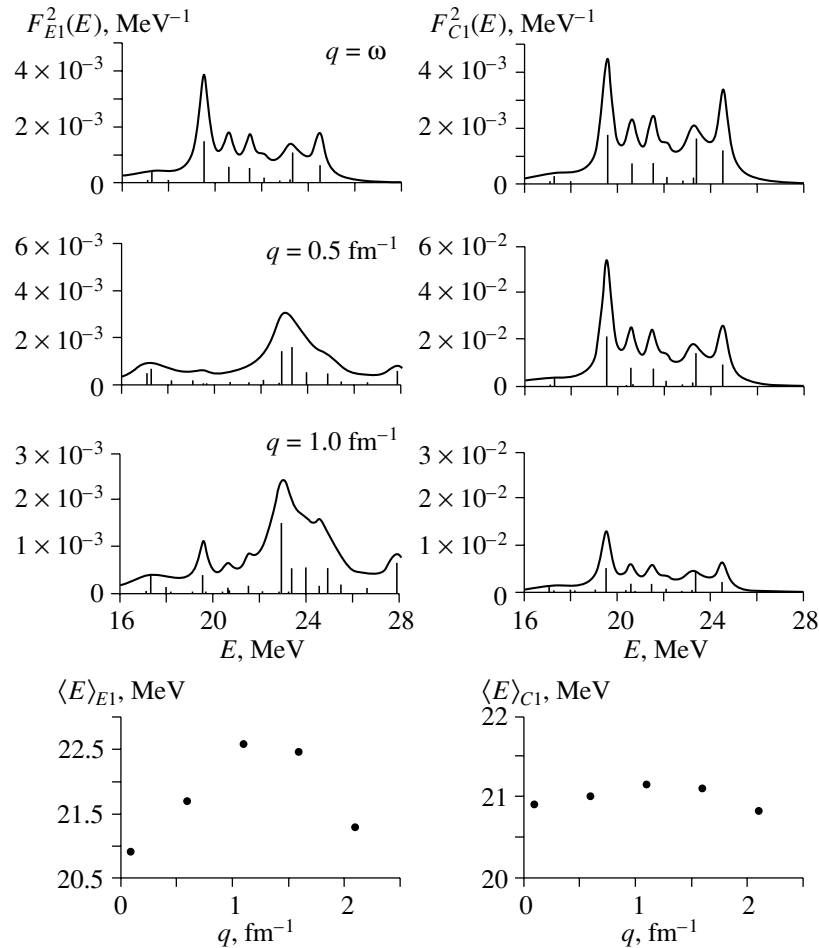 F²_E1(E), MeV⁻¹
F²_C1(E), MeV⁻¹
q = ω
4 × 10⁻³
2 × 10⁻³
0
4 × 10⁻³
2 × 10⁻³
0
q = 0.5 fm⁻¹
6 × 10⁻³
4 × 10⁻³
2 × 10⁻³
0
6 × 10⁻²
4 × 10⁻²
2 × 10⁻²
0
q = 1.0 fm⁻¹
3 × 10⁻³
2 × 10⁻³
1 × 10⁻³
0
16 20 24 28
E, MeV
3 × 10⁻²
2 × 10⁻²
1 × 10⁻²
0
16 20 24 28
E, MeV
⟨E⟩_E1, MeV
22.5
21.5
20.5
0 1 2
q, fm⁻¹
⟨E⟩_C1, MeV
22
21
20
0 1 2
q, fm⁻¹